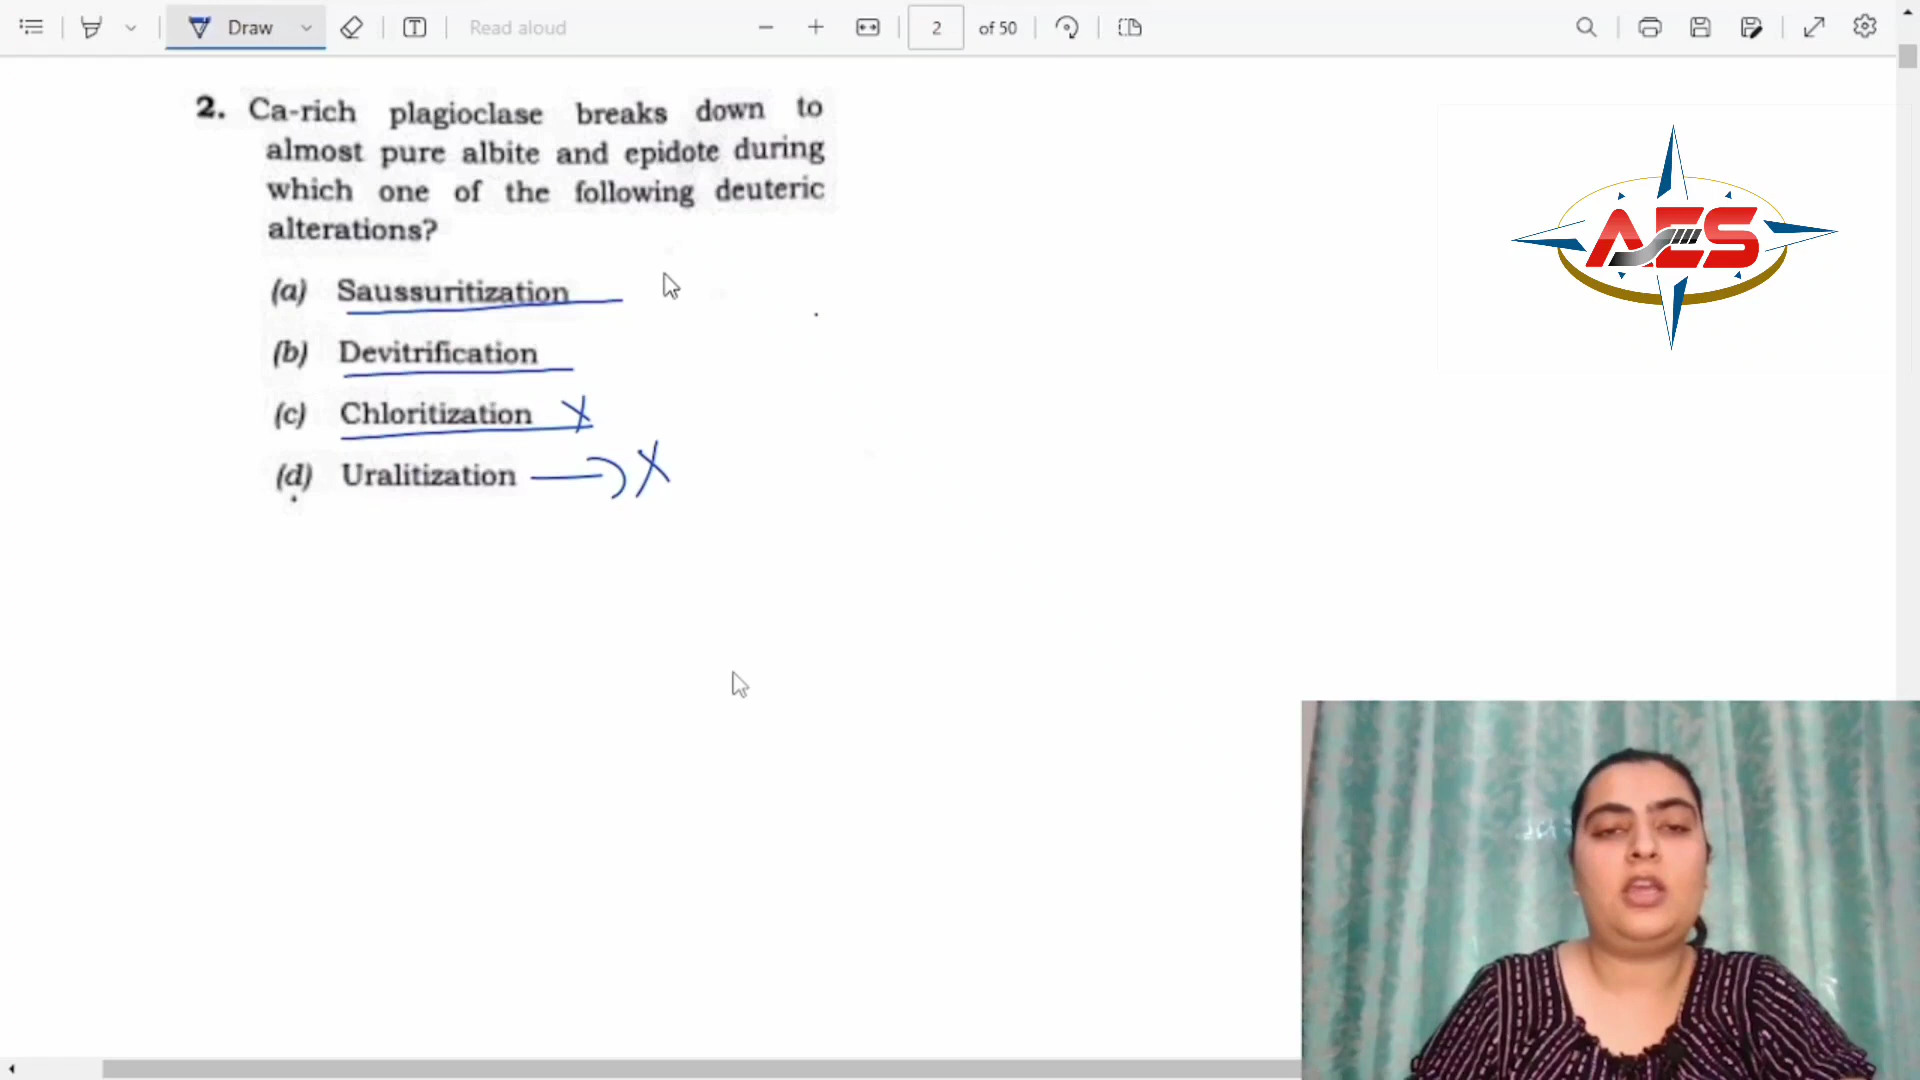 Draw
Read aloud
2
of 50
2. Ca-rich plagioclase breaks down to
almost pure albite and epidote during
which one of the following deuteric
alterations?
(a) Saussuritization
(b) Devitrification
(c) Chloritization X
(d) Uralitization X
AES